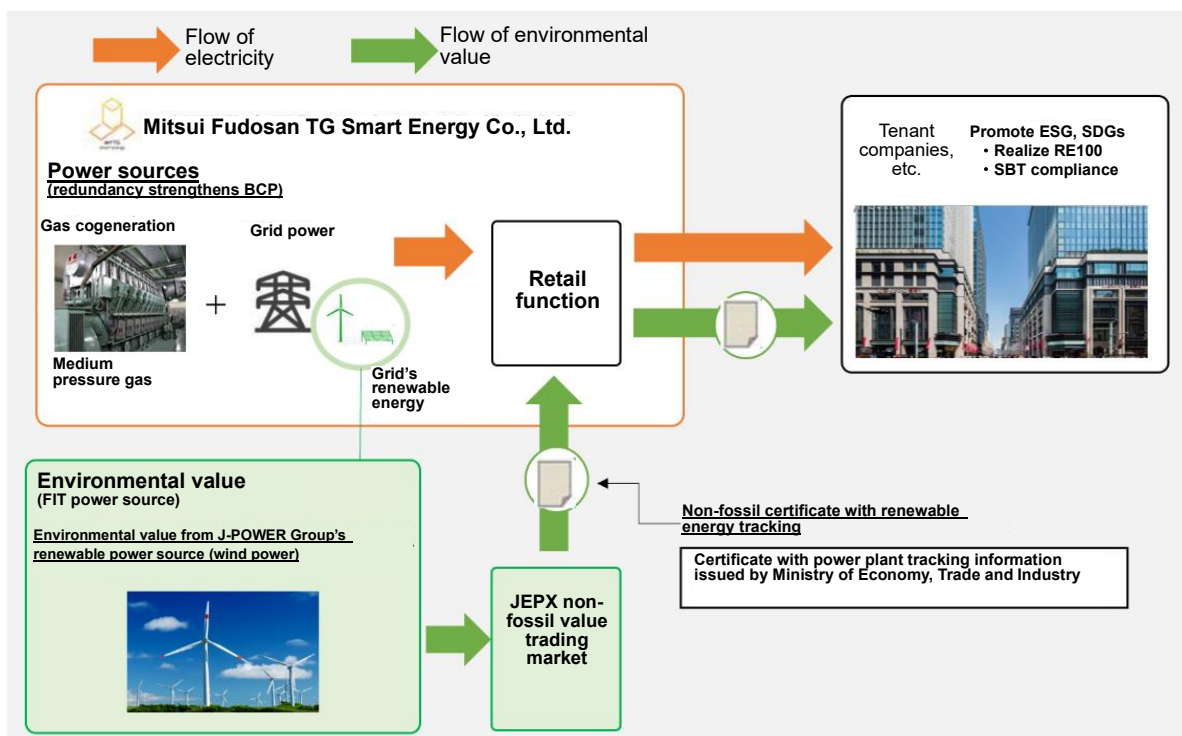 Flow of
electricity
Flow of environmental
value
Mitsui Fudosan TG Smart Energy Co., Ltd.
Power sources
(redundancy strengthens BCP)
Gas cogeneration
Grid power
+
Medium
pressure gas
Grid's
renewable
energy
Retail
function
Tenant
companies,
etc.
Promote ESG, SDGs
・Realize RE100
・SBT compliance
Environmental value
(FIT power source)
Environmental value from J-POWER Group's
renewable power source (wind power)
JEPX non-
fossil value
trading
market
Non-fossil certificate with renewable
energy tracking
Certificate with power plant tracking information
issued by Ministry of Economy, Trade and Industry